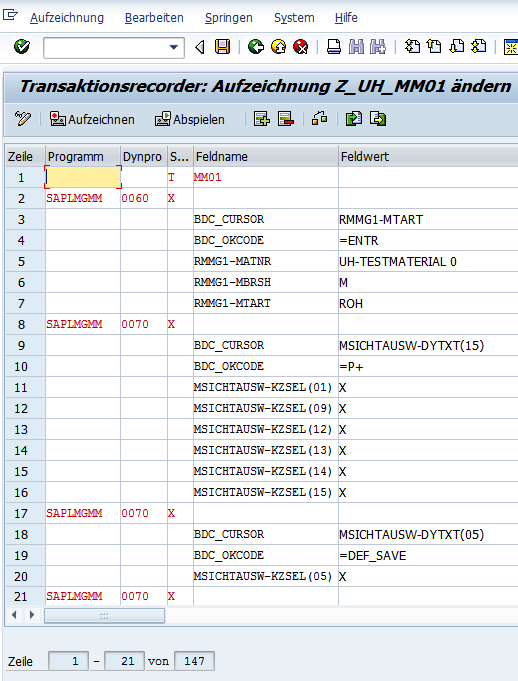 Aufzeichnung Bearbeiten Springen System Hilfe
Transaktionsrecorder: Aufzeichnung Z_UH_MM01 ändern
Aufzeichnen Abspielen
Zeile Programm Dynpro S... Feldname Feldwert
1 T MM01
2 SAPLMGMM 0060 X
3 BDC_CURSOR RMMG1-MTART
4 BDC_OKCODE =ENTR
5 RMMG1-MATNR UH-TESTMATERIAL 0
6 RMMG1-MBRSH M
7 RMMG1-MTART ROH
8 SAPLMGMM 0070 X
9 BDC_CURSOR MSICHTAUSW-DYTXT(15)
10 BDC_OKCODE =P+
11 MSICHTAUSW-KZSEL(01) X
12 MSICHTAUSW-KZSEL(09) X
13 MSICHTAUSW-KZSEL(12) X
14 MSICHTAUSW-KZSEL(13) X
15 MSICHTAUSW-KZSEL(14) X
16 MSICHTAUSW-KZSEL(15) X
17 SAPLMGMM 0070 X
18 BDC_CURSOR MSICHTAUSW-DYTXT(05)
19 BDC_OKCODE =DEF_SAVE
20 MSICHTAUSW-KZSEL(05) X
21 SAPLMGMM 0070 X
Zeile 1 - 21 von 147